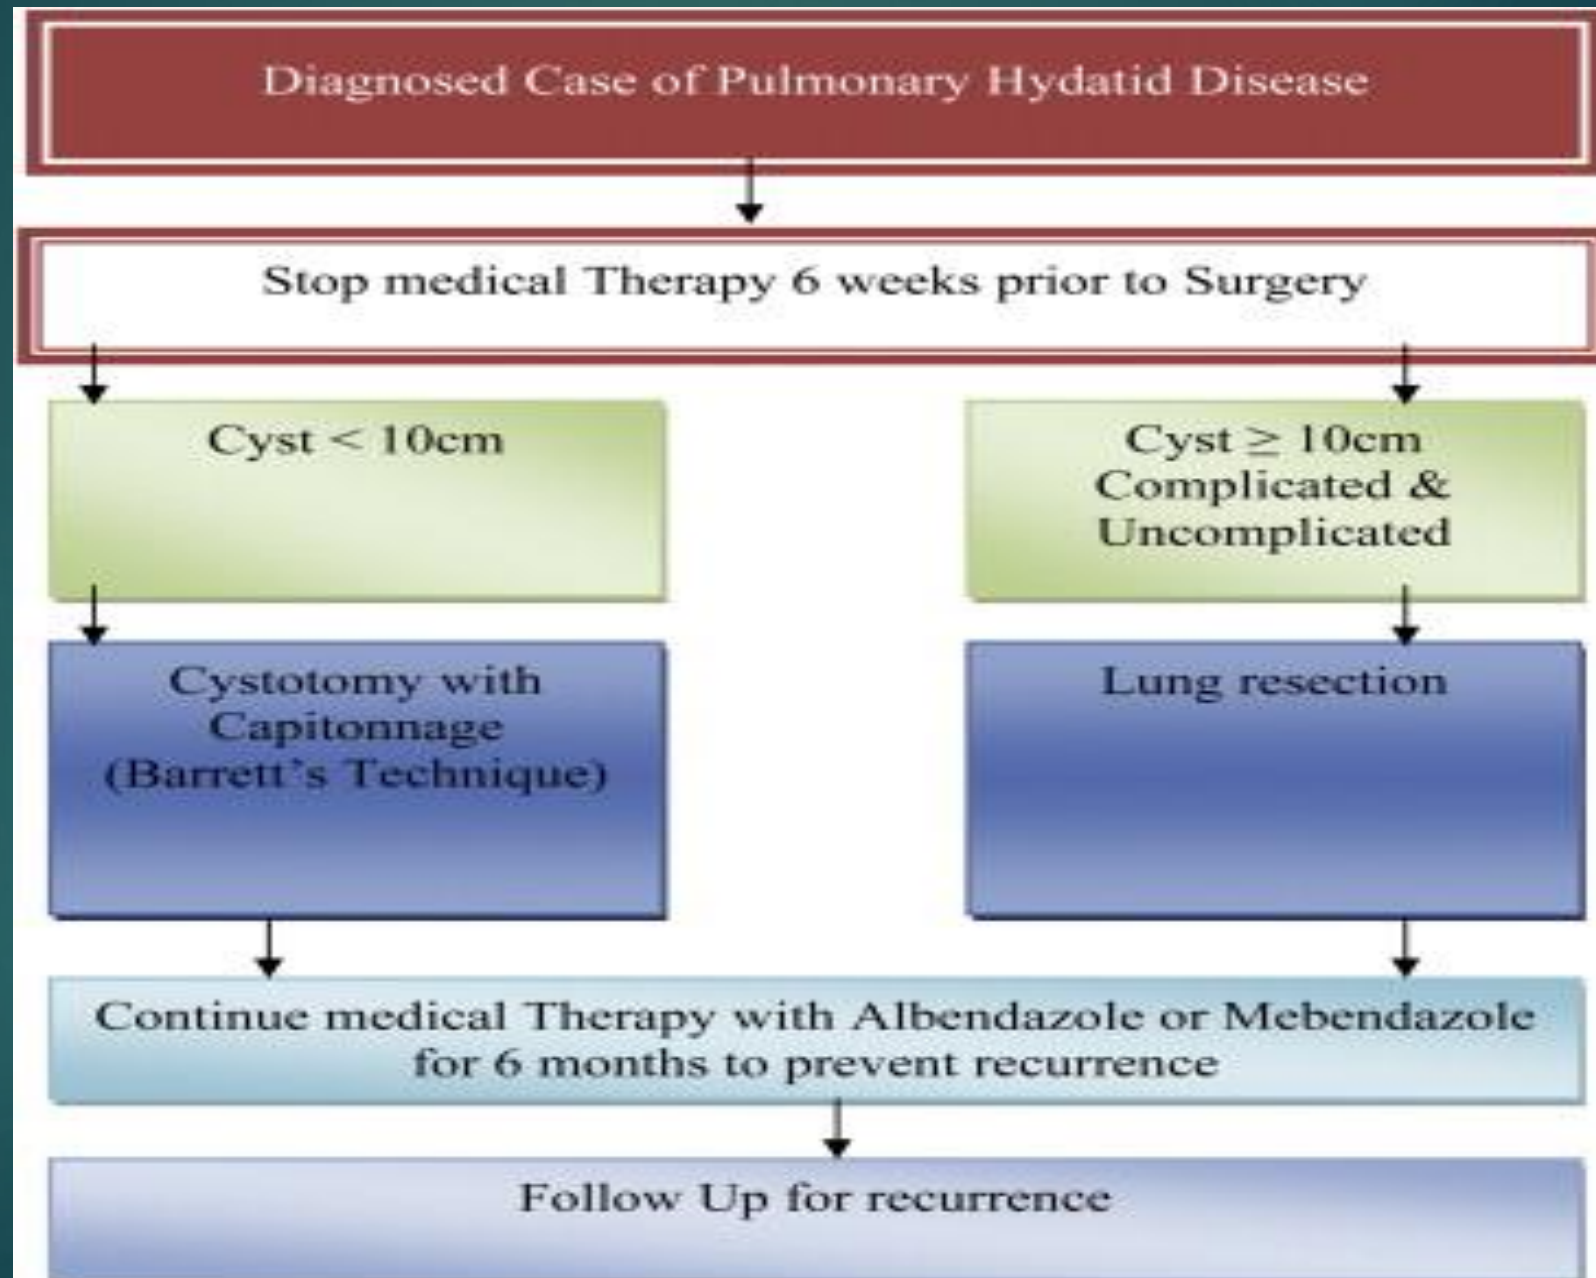 Diagnosed Case of Pulmonary Hydatid Disease
Stop medical Therapy 6 weeks prior to Surgery
Cyst < 10cm
Cyst ≥ 10cm
Complicated &
Uncomplicated
Cystotomy with
Capitonnage
(Barrett's Technique)
Lung resection
Continue medical Therapy with Albendazole or Mebendazole
for 6 months to prevent recurrence
Follow Up for recurrence